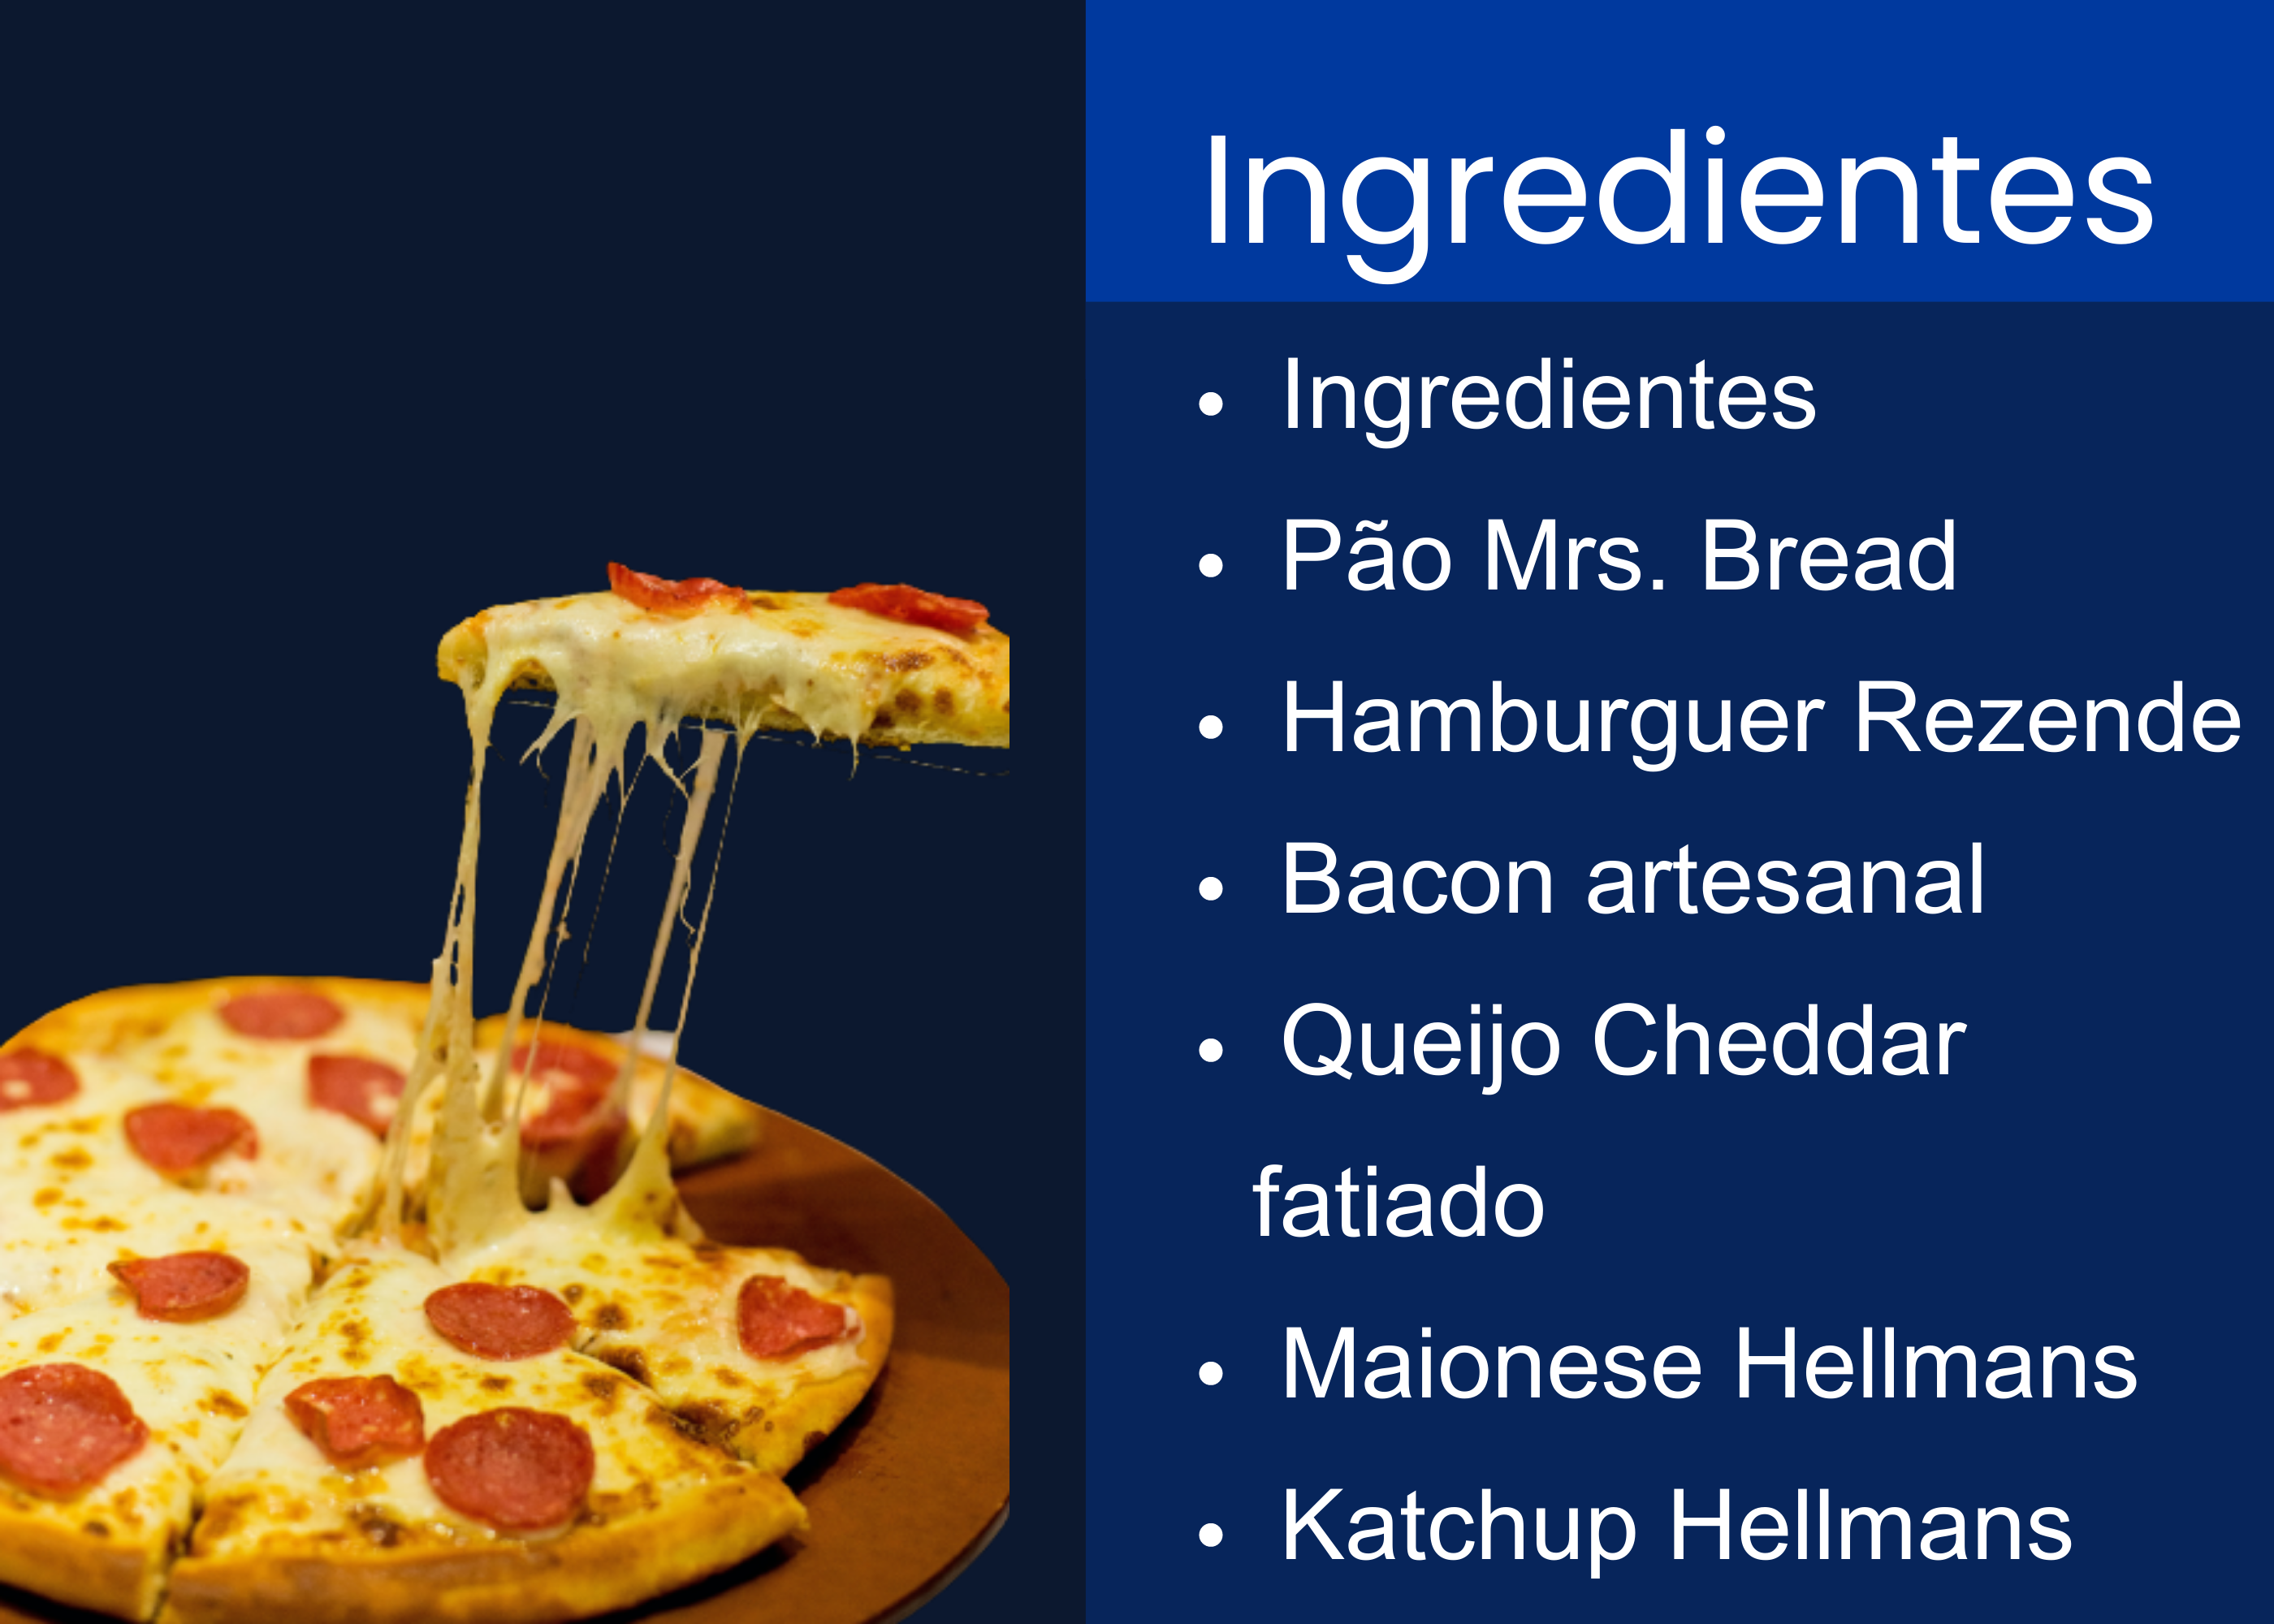 Ingredientes
• Ingredientes
• Pão Mrs. Bread
• Hamburguer Rezende
• Bacon artesanal
• Queijo Cheddar
fatiado
• Maionese Hellmans
• Katchup Hellmans